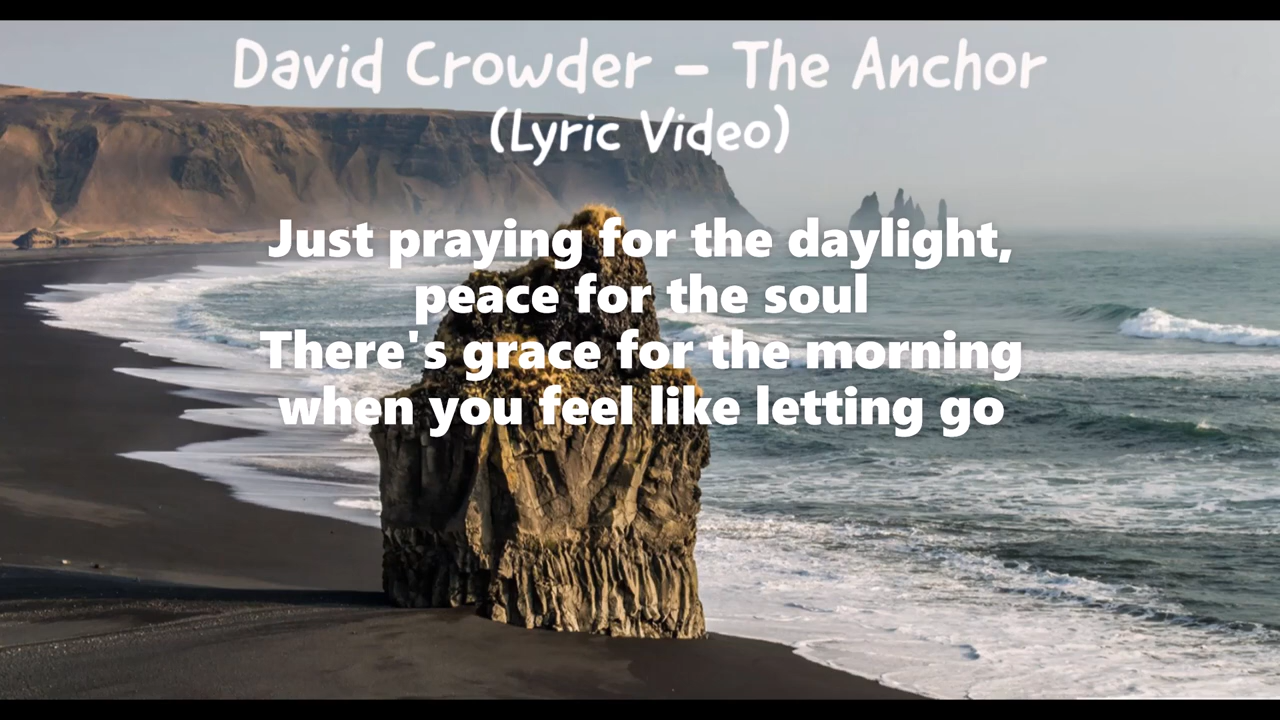 David Crowder - The Anchor
(Lyric Video)
Just praying for the daylight,
peace for the soul
There's grace for the morning
when you feel like letting go